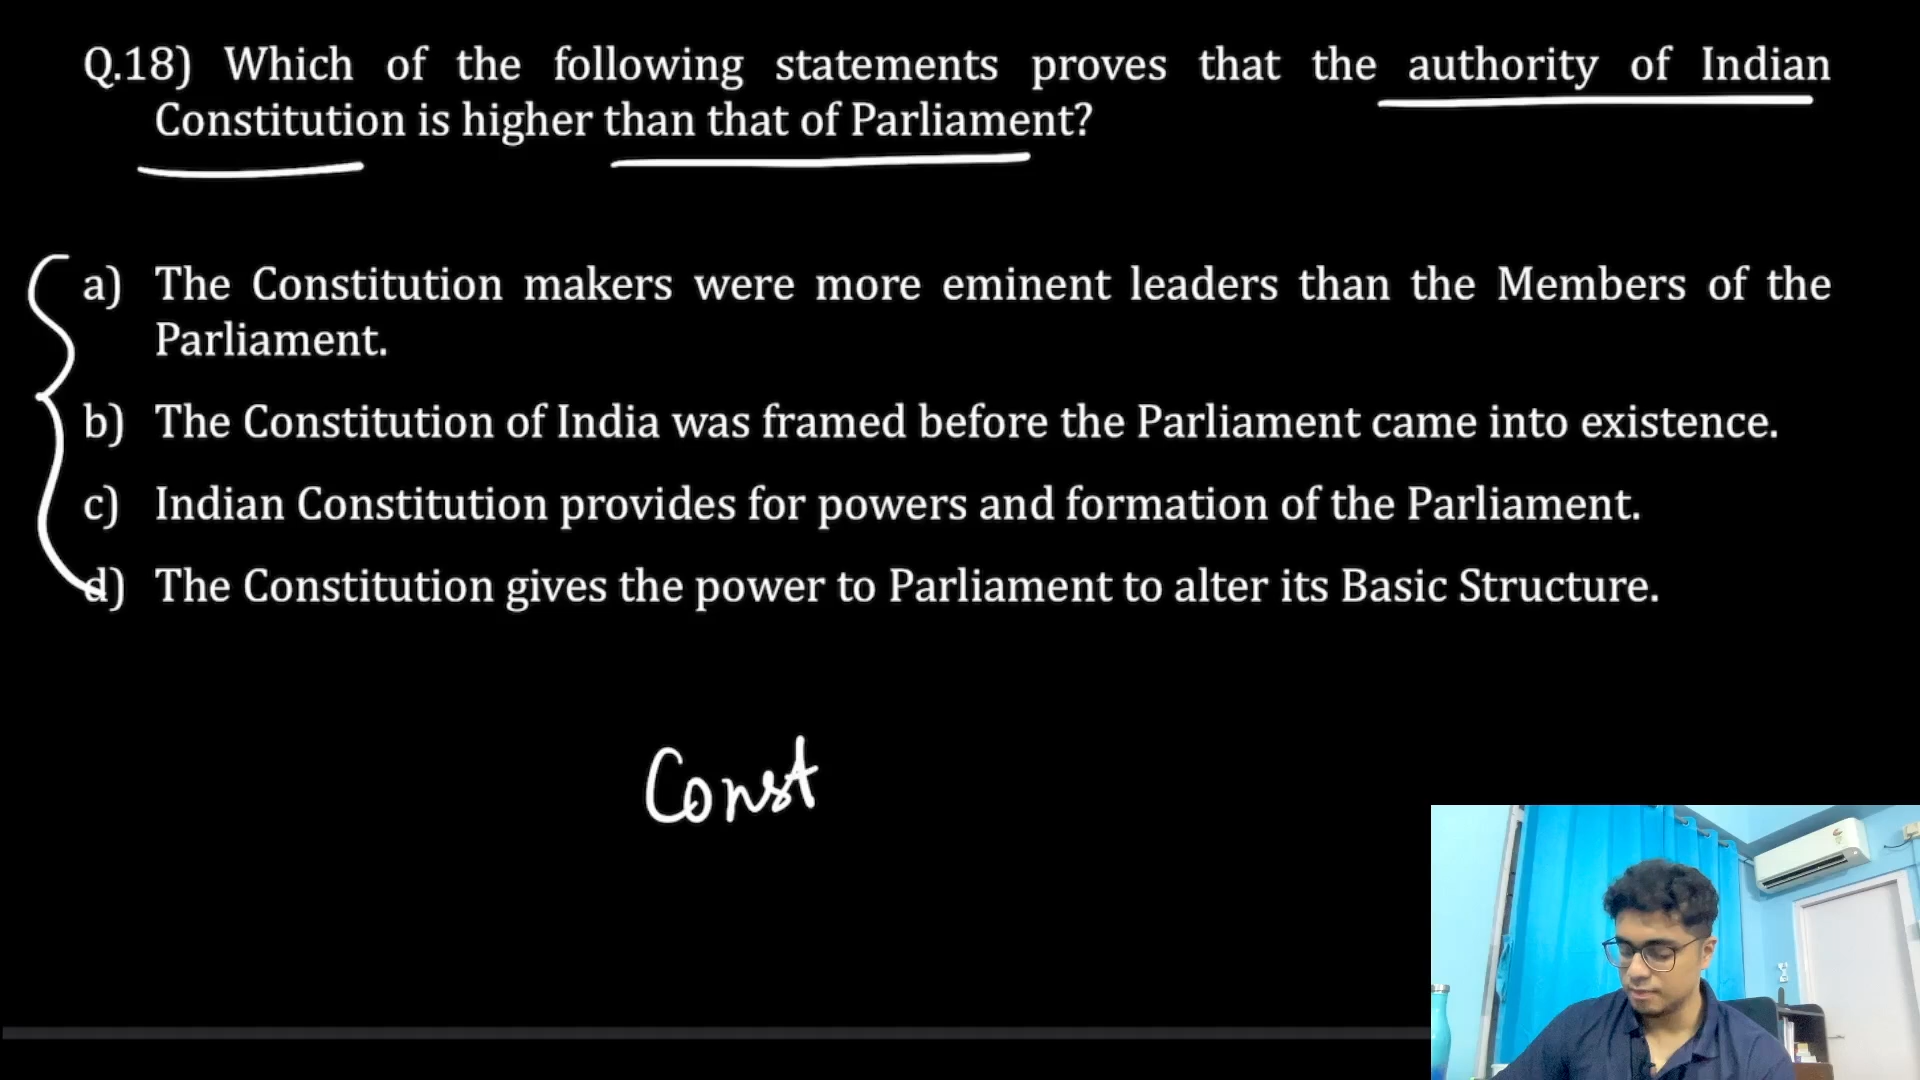 Q.18) Which of the following statements proves that the authority of Indian
Constitution is higher than that of Parliament?
a) The Constitution makers were more eminent leaders than the Members of the
Parliament.
b) The Constitution of India was framed before the Parliament came into existence.
c) Indian Constitution provides for powers and formation of the Parliament.
d) The Constitution gives the power to Parliament to alter its Basic Structure.
Const